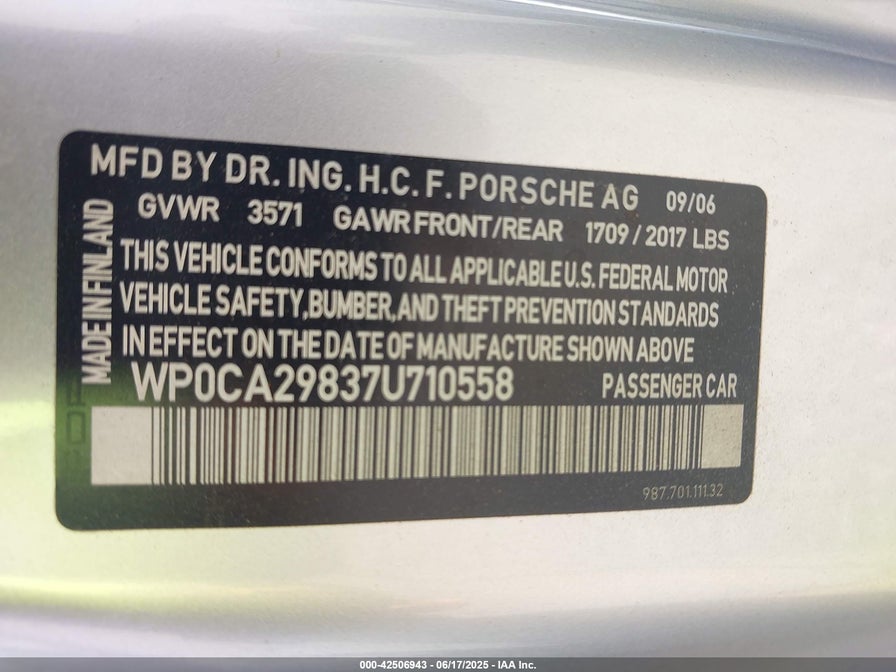 MFD BY DR. ING. H.C. F. PORSCHE AG 09/06
GVWR 3571 GAWR FRONT/REAR 1709 / 2017 LBS
THIS VEHICLE CONFORMS TO ALL APPLICABLE U.S. FEDERAL MOTOR
VEHICLE SAFETY,BUMBER,AND THEFT PREVENTION STANDARDS
IN EFFECT ON THE DATE OF MANUFACTURE SHOWN ABOVE
WP0CA29837U710558 PASSENGER CAR
MADE IN FINLAND
987.701.111.32
000-42506943 - 06/17/2025 - IAA Inc.